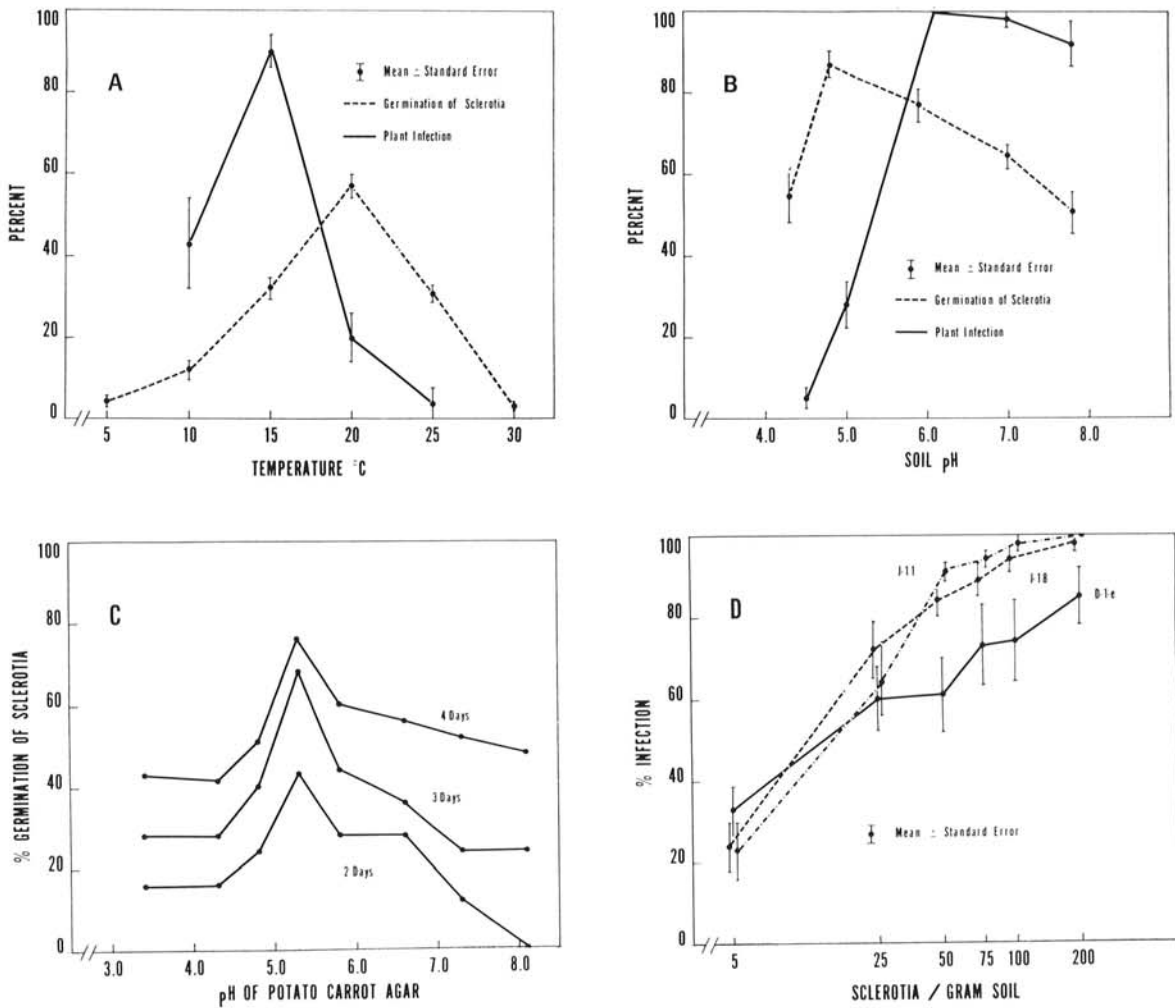 A
PERCENT
100
80
60
40
20
0
Mean ± Standard Error
Germination of Sclerotia
Plant Infection
5 10 15 20 25 30
TEMPERATURE °C
B
PERCENT
100
80
60
40
20
0
Mean ± Standard Error
Germination of Sclerotia
Plant Infection
4.0 5.0 6.0 7.0 8.0
SOIL pH
C
% GERMINATION OF SCLEROTIA
100
80
60
40
20
0
4 Days
3 Days
2 Days
3.0 4.0 5.0 6.0 7.0 8.0
pH OF POTATO CARROT AGAR
D
% INFECTION
100
80
60
40
20
0
J-11
J-18
D-1-e
Mean ± Standard Error
5 25 50 75 100 200
SCLEROTIA / GRAM SOIL